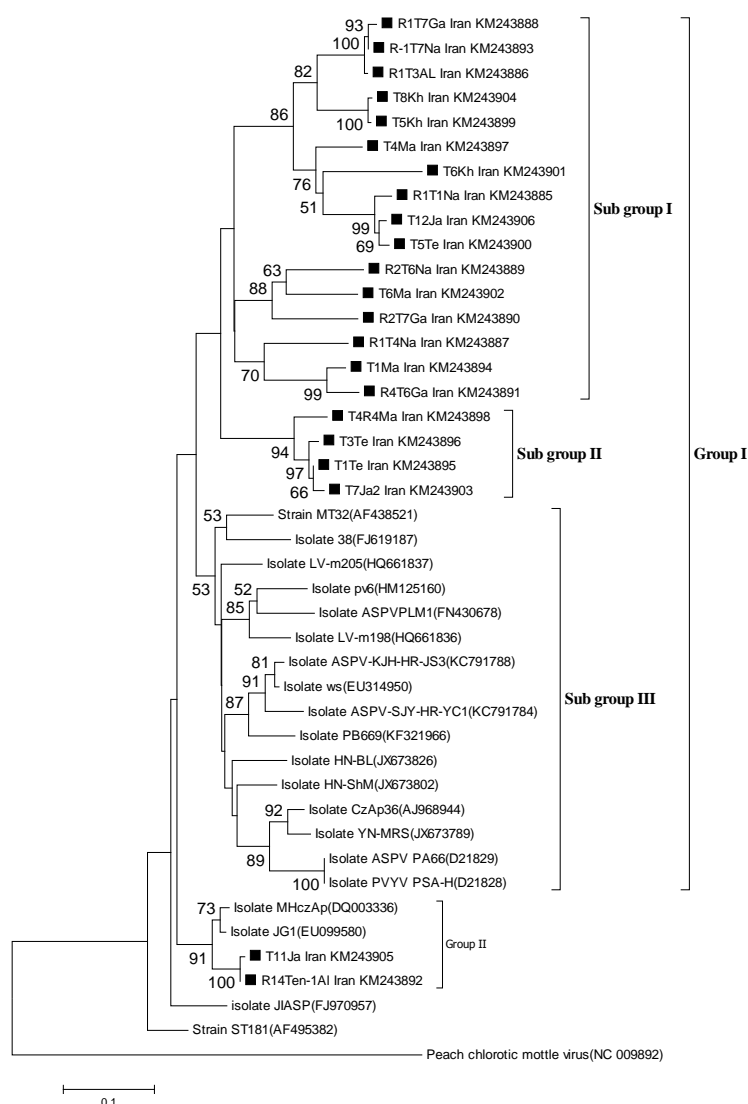 93
R1T7Ga Iran KM243888
100
R-1T7Na Iran KM243893
R1T3AL Iran KM243886
82
T8Kh Iran KM243904
100
T5Kh Iran KM243899
86
T4Ma Iran KM243897
76
T6Kh Iran KM243901
51
R1T1Na Iran KM243885
Sub group I
99
T12Ja Iran KM243906
69
T5Te Iran KM243900
63
R2T6Na Iran KM243889
88
T6Ma Iran KM243902
R2T7Ga Iran KM243890
R1T4Na Iran KM243887
70
T1Ma Iran KM243894
99
R4T6Ga Iran KM243891
T4R4Ma Iran KM243898
94
T3Te Iran KM243896
Sub group II
Group I
97
T1Te Iran KM243895
66
T7Ja2 Iran KM243903
53
Strain MT32(AF438521)
Isolate 38(FJ619187)
53
Isolate LV-m205(HQ661837)
52
Isolate pv6(HM125160)
85
Isolate ASPVPLM1(FN430678)
Isolate LV-m198(HQ661836)
81
Isolate ASPV-KJH-HR-JS3(KC791788)
91
Isolate ws(EU314950)
87
Isolate ASPV-SJY-HR-YC1(KC791784)
Sub group III
Isolate PB669(KF321966)
Isolate HN-BL(JX673826)
Isolate HN-ShM(JX673802)
92
Isolate CzAp36(AJ968944)
Isolate YN-MRS(JX673789)
89
Isolate ASPV PA66(D21829)
100
Isolate PVYV PSA-H(D21828)
73
Isolate MHczAp(DQ003336)
Isolate JG1(EU099580)
Group II
91
T11Ja Iran KM243905
100
R14Ten-1Al Iran KM243892
isolate JIASP(FJ970957)
Strain ST181(AF495382)
Peach chlorotic mottle virus(NC 009892)
0.1